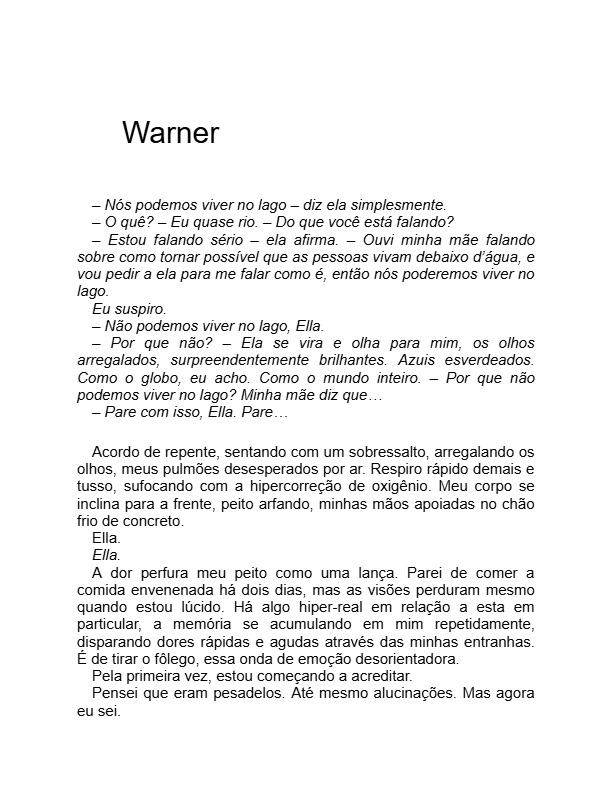 Warner
– Nós podemos viver no lago – diz ela simplesmente.
– O quê? – Eu quase rio. – Do que você está falando?
– Estou falando sério – ela afirma. – Ouvi minha mãe falando
sobre como tornar possível que as pessoas vivam debaixo d’água, e
vou pedir a ela para me falar como é, então nós poderemos viver no
lago.
Eu suspiro.
– Não podemos viver no lago, Ella.
– Por que não? – Ela se vira e olha para mim, os olhos
arregalados, surpreendentemente brilhantes. Azuis esverdeados.
Como o globo, eu acho. Como o mundo inteiro. – Por que não
podemos viver no lago? Minha mãe diz que…
– Pare com isso, Ella. Pare…
Acordo de repente, sentando com um sobressalto, arregalando os
olhos, meus pulmões desesperados por ar. Respiro rápido demais e
tusso, sufocando com a hipercorreção de oxigênio. Meu corpo se
inclina para a frente, peito arfando, minhas mãos apoiadas no chão
frio de concreto.
Ella.
Ella.
A dor perfura meu peito como uma lança. Parei de comer a
comida envenenada há dois dias, mas as visões perduram mesmo
quando estou lúcido. Há algo hiper-real em relação a esta em
particular, a memória se acumulando em mim repetidamente,
disparando dores rápidas e agudas através das minhas entranhas.
É de tirar o fôlego, essa onda de emoção desorientadora.
Pela primeira vez, estou começando a acreditar.
Pensei que eram pesadelos. Até mesmo alucinações. Mas agora
eu sei.